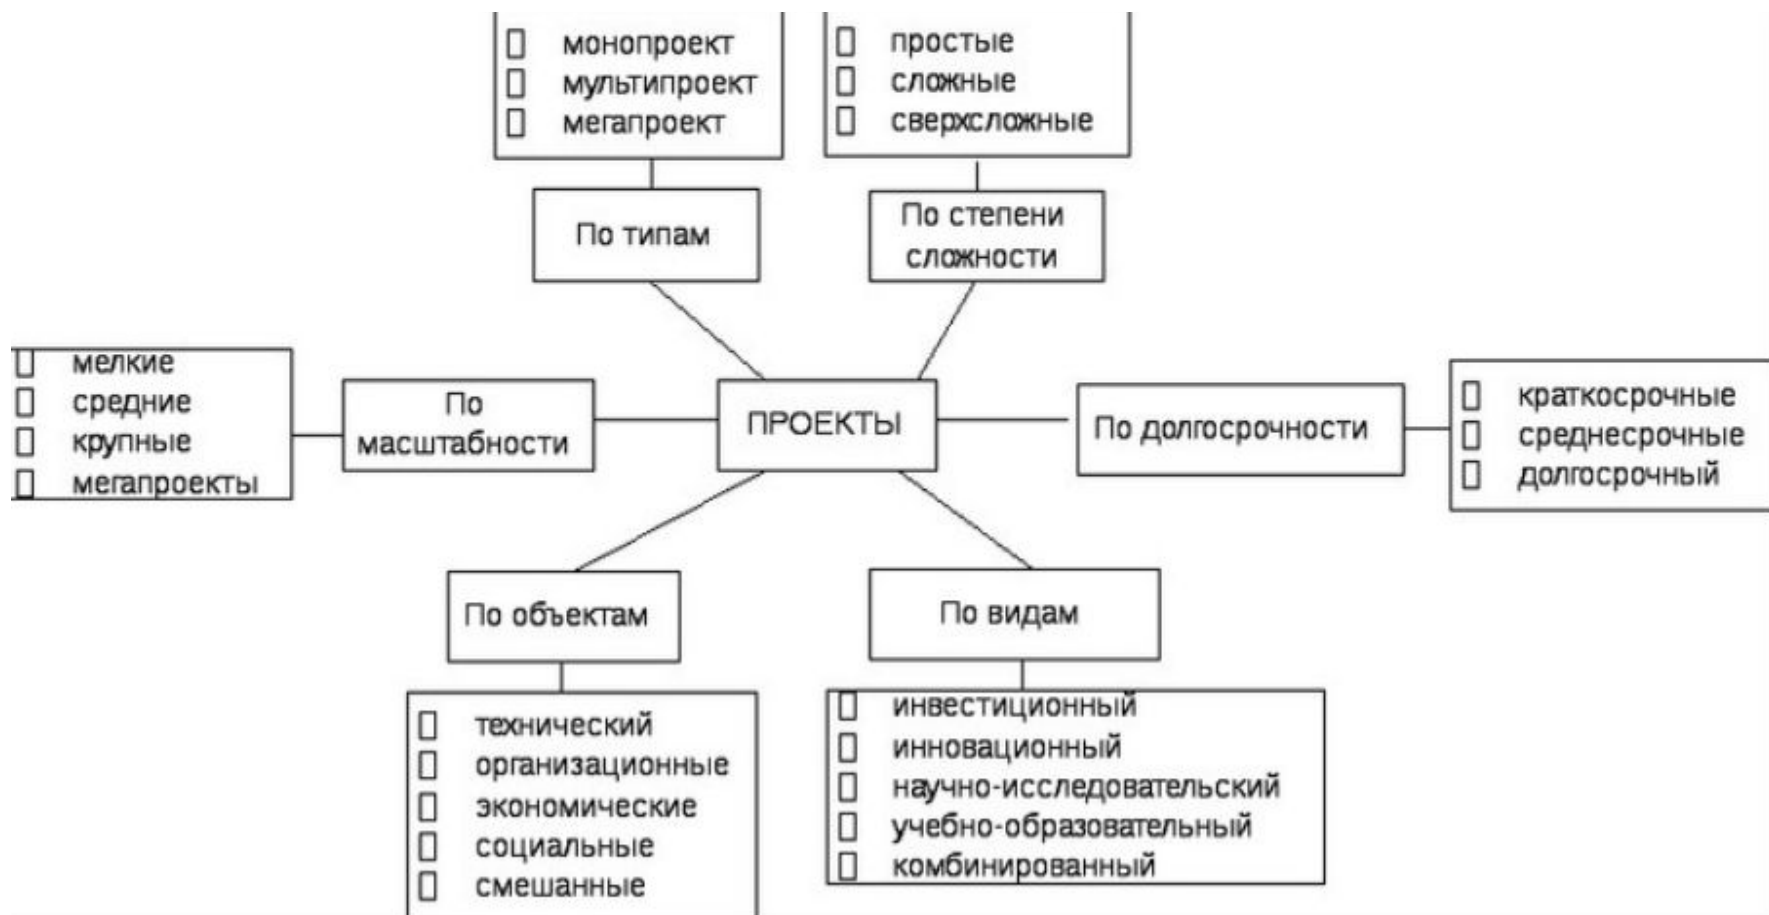 монопроект
мультипроект
мегапроект
простые
сложные
сверхсложные
По типам
По степени
сложности
мелкие
средние
крупные
мегапроекты
По
масштабности
ПРОЕКТЫ
По долгосрочности
краткосрочные
среднесрочные
долгосрочный
По объектам
По видам
технический
организационные
экономические
социальные
смешанные
инвестиционный
инновационный
научно-исследовательский
учебно-образовательный
комбинированный